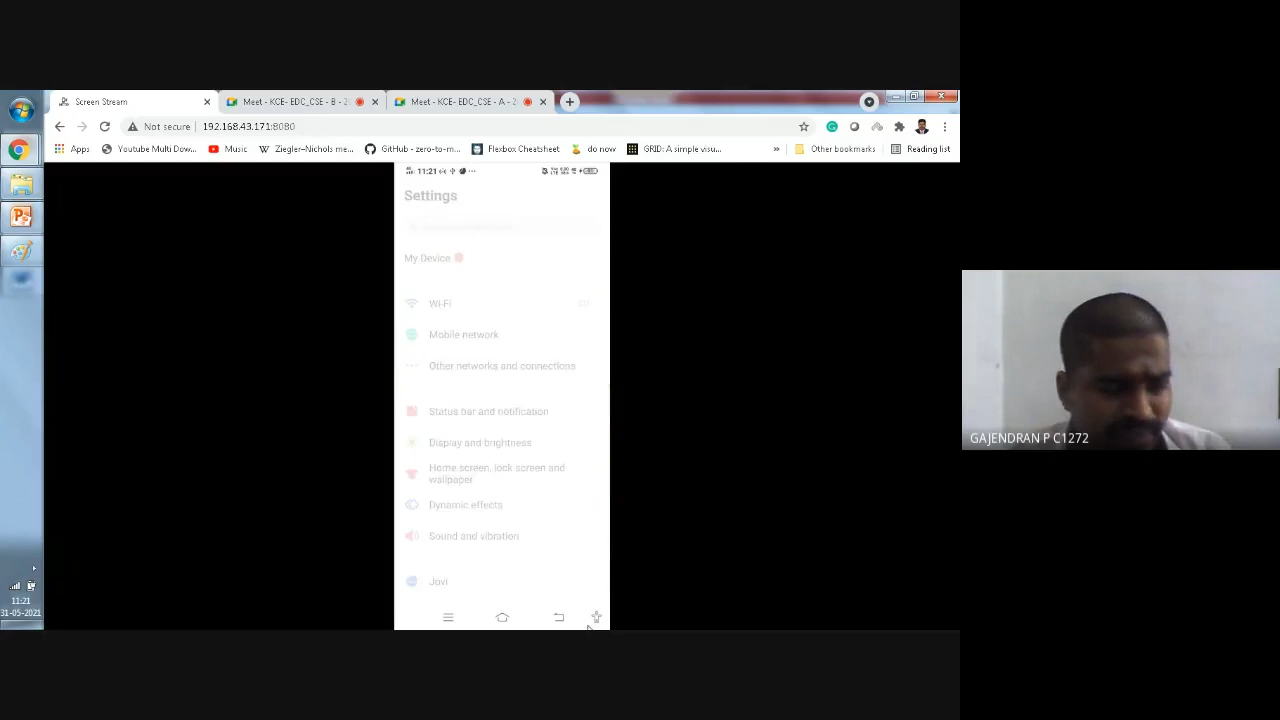 Screen Stream
Meet - KCE- EDC_CSE - B - 2
Meet - KCE- EDC_CSE - A - 2
Not secure
192.168.43.171:8080
Apps
Youtube Multi Dow...
Music
Ziegler–Nichols me...
GitHub - zero-to-m...
Flexbox Cheatsheet
do now
GRID: A simple visu...
»
Other bookmarks
Reading list
11:21
Settings
My Device
Wi-Fi
Mobile network
Other networks and connections
Status bar and notification
Display and brightness
Home screen, lock screen and
wallpaper
Dynamic effects
Sound and vibration
Jovi
GAJENDRAN P C1272
11:21
31-05-2021